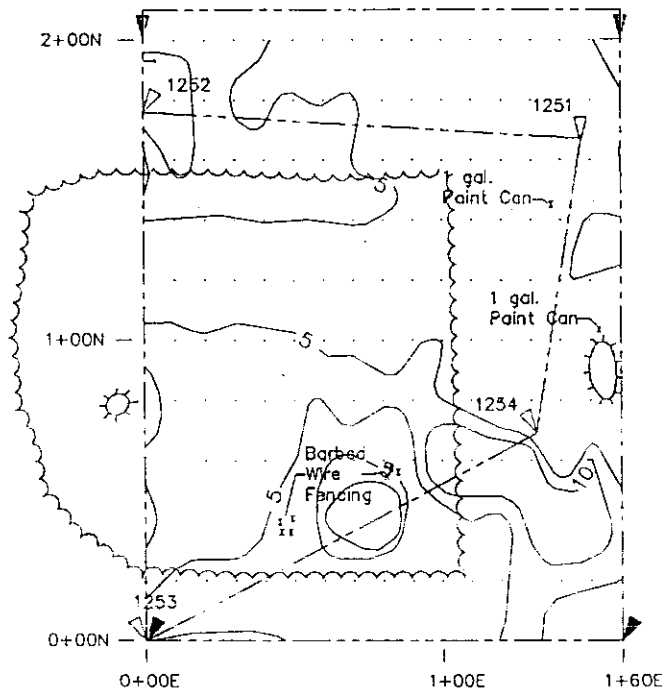 2+00N
1252
1251
5
1 gal.
Paint Can
1 gal.
Paint Can
1+00N
5
1254
Barbed
Wire
Fencing
5
10
1253
0+00N
0+00E
1+00E
1+60E